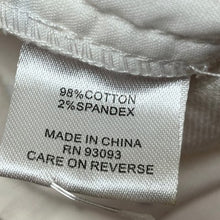 98% COTTON
2% SPANDEX
MADE IN CHINA
RN 93093
CARE ON REVERSE